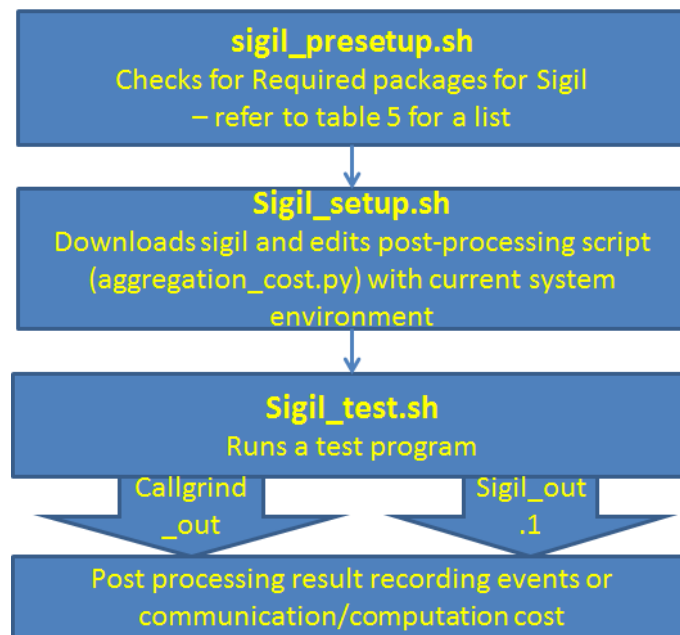 sigil_presetup.sh
Checks for Required packages for Sigil
– refer to table 5 for a list
Sigil_setup.sh
Downloads sigil and edits post-processing script
(aggregation_cost.py) with current system
environment
Sigil_test.sh
Runs a test program
Callgrind
_out
Sigil_out
.1
Post processing result recording events or
communication/computation cost